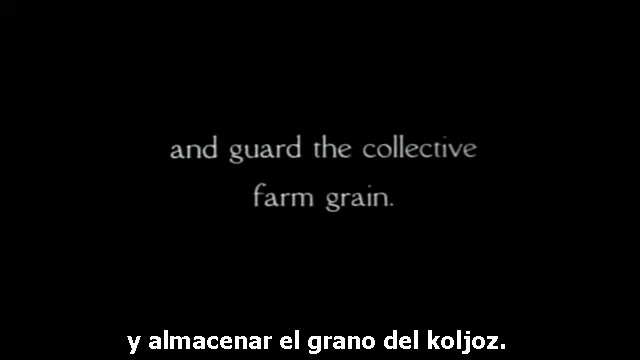 and guard the collective
farm grain.
y almacenar el grano del koljoz.